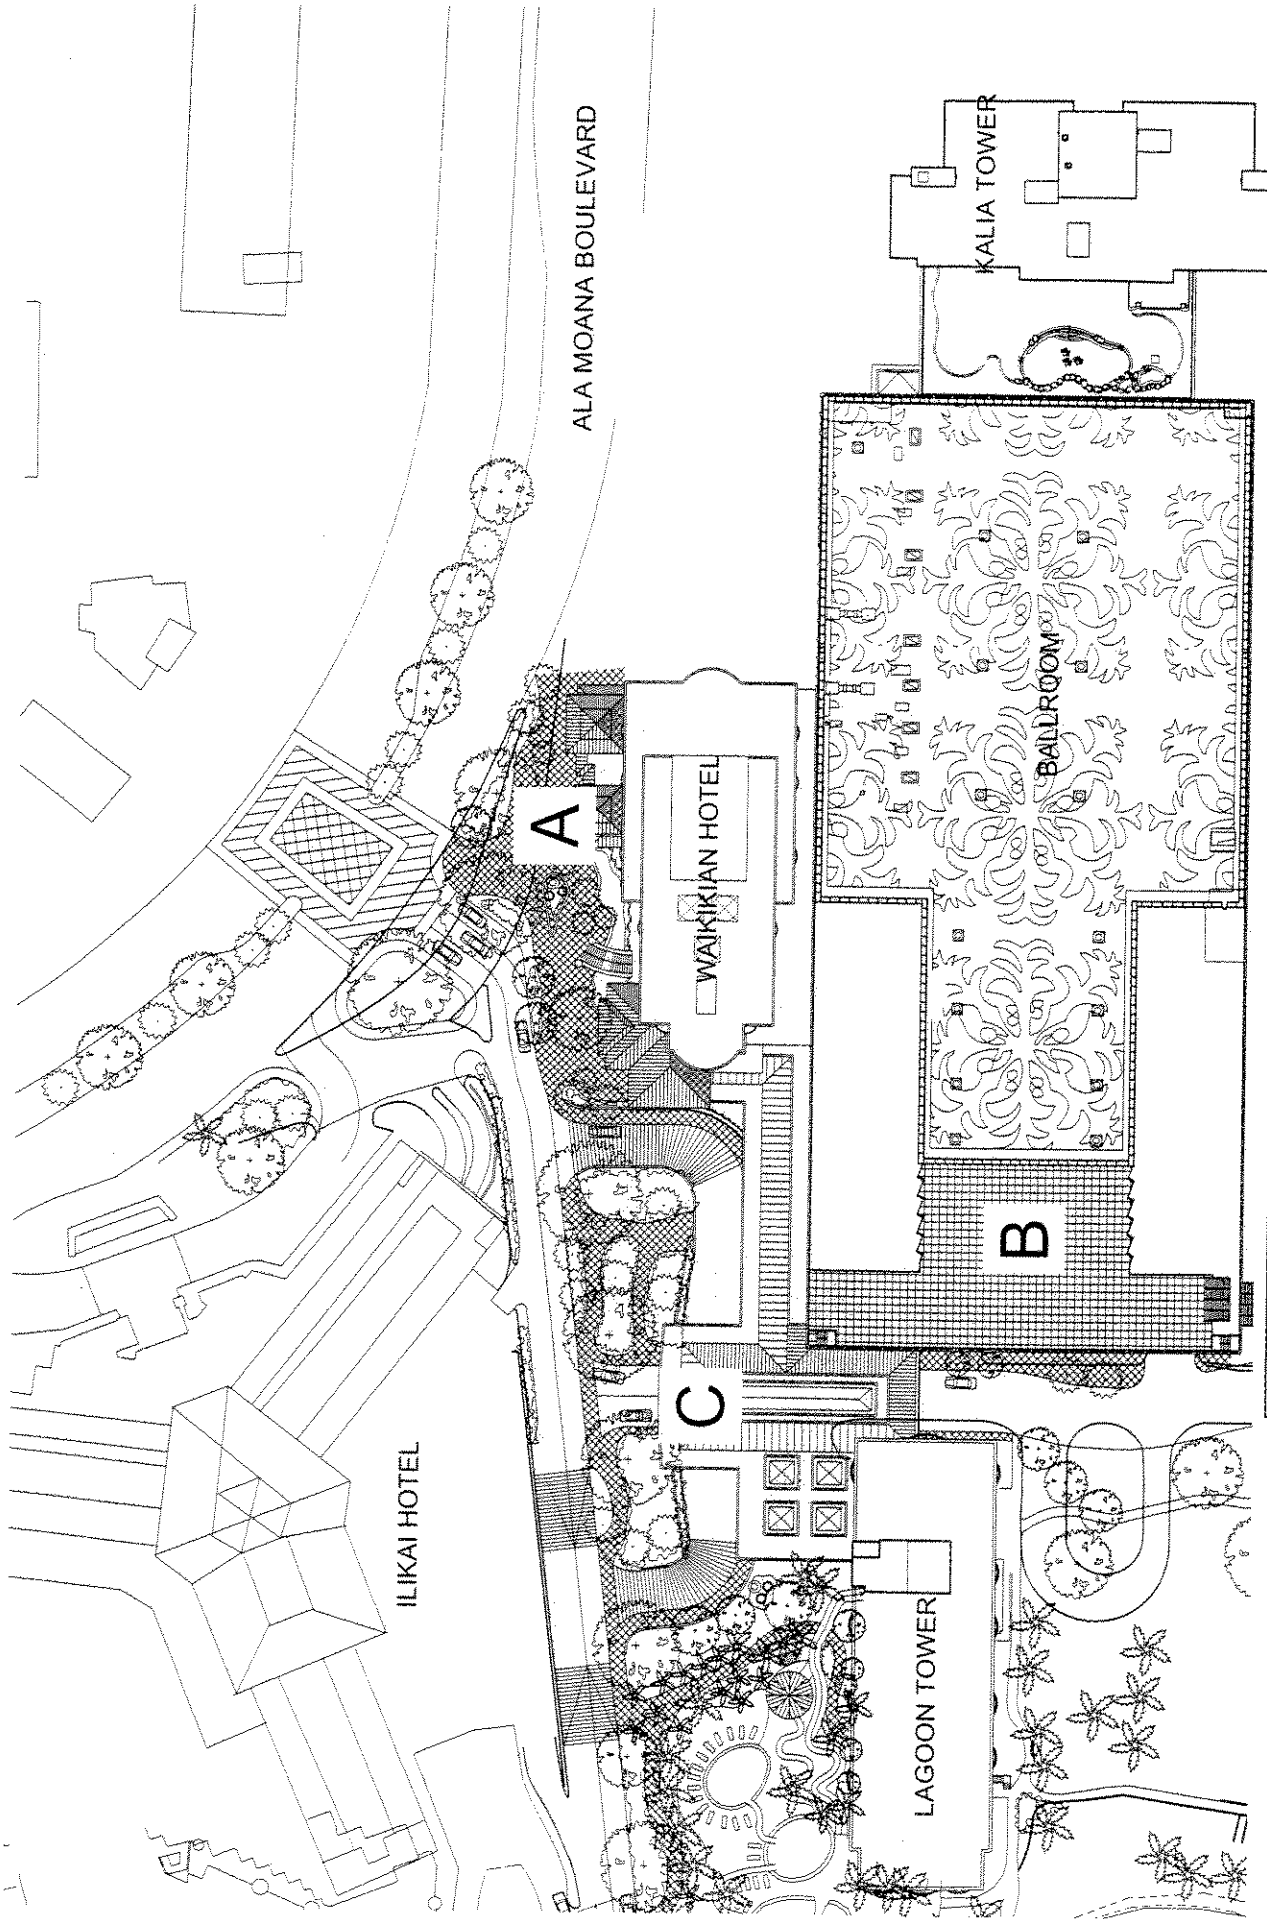 ALA MOANA BOULEVARD
KALIA TOWER
A
WAIKIKIAN HOTEL
BALLROOM
B
C
ILIKAI HOTEL
LAGOON TOWER